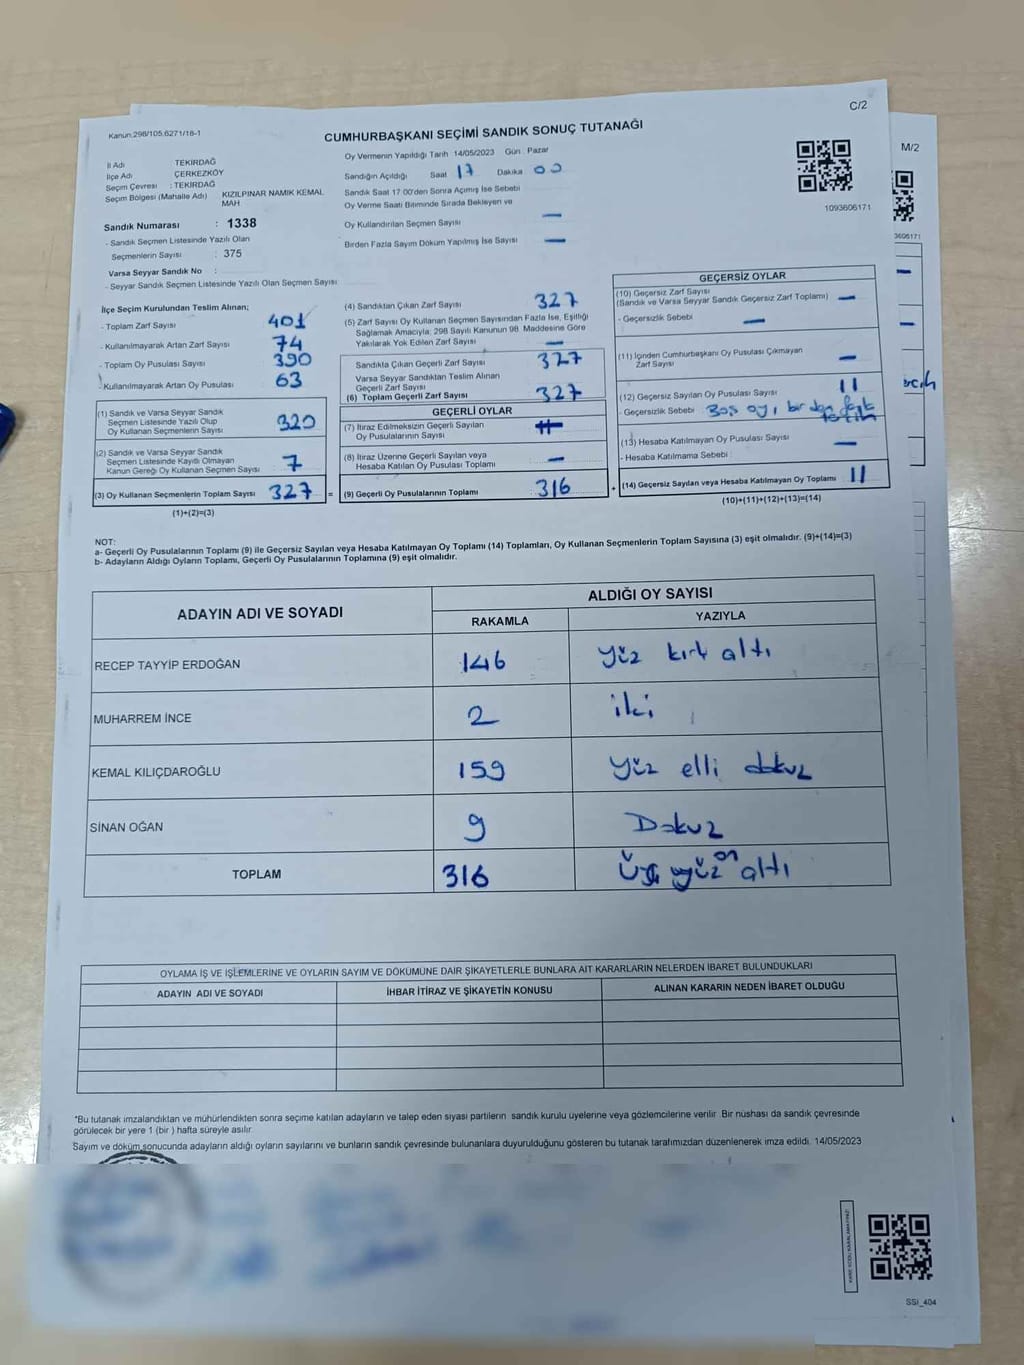 C/2
Kanun.298/105,6271/18-1
CUMHURBAŞKANI SEÇİMİ SANDIK SONUÇ TUTANAĞI
M/2
İl Adı : TEKİRDAĞ
İlçe Adı : ÇERKEZKÖY
Seçim Çevresi : TEKİRDAĞ
Seçim Bölgesi (Mahalle Adı) KIZILPINAR NAMIK KEMAL
MAH
Sandık Numarası : 1338
- Sandık Seçmen Listesinde Yazılı Olan
Seçmenlerin Sayısı : 375
Varsa Seyyar Sandık No :
- Seyyar Sandık Seçmen Listesinde Yazılı Olan Seçmen Sayısı:
Oy Vermenin Yapıldığı Tarih 14/05/2023 Gün : Pazar
Sandığın Açıldığı Saat 17 Dakika 00
Sandık Saat 17 00'den Sonra Açmış İse Sebebi
Oy Verme Saati Bitiminde Sırada Bekleyen ve
Oy Kullandırılan Seçmen Sayısı —
Birden Fazla Sayım Döküm Yapılmış İse Sayısı —
1093606171
3606171
İlçe Seçim Kurulundan Teslim Alınan;
- Toplam Zarf Sayısı 401
- Kullanılmayarak Artan Zarf Sayısı 74
- Toplam Oy Pusulası Sayısı 390
- Kullanılmayarak Artan Oy Pusulası 63
(1) Sandık ve Varsa Seyyar Sandık
Seçmen Listesinde Yazılı Olup
Oy Kullanan Seçmenlerin Sayısı 320
(2) Sandık ve Varsa Seyyar Sandık
Seçmen Listesinde Kayıtlı Olmayan
Kanun Gereği Oy Kullanan Seçmen Sayısı 7
(3) Oy Kullanan Seçmenlerin Toplam Sayısı 327 =
(1)+(2)=(3)
(4) Sandıktan Çıkan Zarf Sayısı 327
(5) Zarf Sayısı Oy Kullanan Seçmen Sayısından Fazla İse, Eşitliği
Sağlamak Amacıyla; 298 Sayılı Kanunun 98. Maddesine Göre
Yakılarak Yok Edilen Zarf Sayısı —
Sandıkta Çıkan Geçerli Zarf Sayısı 327
Varsa Seyyar Sandıktan Teslim Alınan
Geçerli Zarf Sayısı
(6) Toplam Geçerli Zarf Sayısı 327
GEÇERLİ OYLAR
(7) İtiraz Edilmeksizin Geçerli Sayılan
Oy Pusulalarının Sayısı
(8) İtiraz Üzerine Geçerli Sayılan veya
Hesaba Katılan Oy Pusulası Toplamı —
(9) Geçerli Oy Pusulalarının Toplamı 316 +
GEÇERSİZ OYLAR
(10) Geçersiz Zarf Sayısı
(Sandık ve Varsa Seyyar Sandık Geçersiz Zarf Toplamı) —
- Geçersizlik Sebebi —
(11) İçinden Cumhurbaşkanı Oy Pusulası Çıkmayan
Zarf Sayısı —
(12) Geçersiz Sayılan Oy Pusulası Sayısı 11
- Geçersizlik Sebebi Boş oy, birden fazla
tercih
(13) Hesaba Katılmayan Oy Pusulası Sayısı —
- Hesaba Katılmama Sebebi
(14) Geçersiz Sayılan veya Hesaba Katılmayan Oy Toplamı 11
(10)+(11)+(12)+(13)=(14)
NOT:
a- Geçerli Oy Pusulalarının Toplamı (9) ile Geçersiz Sayılan veya Hesaba Katılmayan Oy Toplamı (14) Toplamları, Oy Kullanan Seçmenlerin Toplam Sayısına (3) eşit olmalıdır. (9)+(14)=(3)
b- Adayların Aldığı Oyların Toplamı, Geçerli Oy Pusulalarının Toplamına (9) eşit olmalıdır.
ADAYIN ADI VE SOYADI
ALDIĞI OY SAYISI
RAKAMLA YAZIYLA
RECEP TAYYİP ERDOĞAN 146 yüz kırk altı
MUHARREM İNCE 2 iki
KEMAL KILIÇDAROĞLU 159 yüz elli dokuz
SİNAN OĞAN 9 Dokuz
TOPLAM 316 Üç yüz on altı
OYLAMA İŞ VE İŞLEMLERİNE VE OYLARIN SAYIM VE DÖKÜMÜNE DAİR ŞİKAYETLERLE BUNLARA AİT KARARLARIN NELERDEN İBARET BULUNDUKLARI
ADAYIN ADI VE SOYADI İHBAR İTİRAZ VE ŞİKAYETİN KONUSU ALINAN KARARIN NEDEN İBARET OLDUĞU
*Bu tutanak imzalandıktan ve mühürlendikten sonra seçime katılan adayların ve talep eden siyasi partilerin sandık kurulu üyelerine veya gözlemcilerine verilir. Bir nüshası da sandık çevresinde
görülecek bir yere 1 (bir ) hafta süreyle asılır.
Sayım ve döküm sonucunda adayların aldığı oyların sayılarını ve bunların sandık çevresinde bulunanlara duyurulduğunu gösteren bu tutanak tarafımızdan düzenlenerek imza edildi. 14/05/2023
SSİ_404